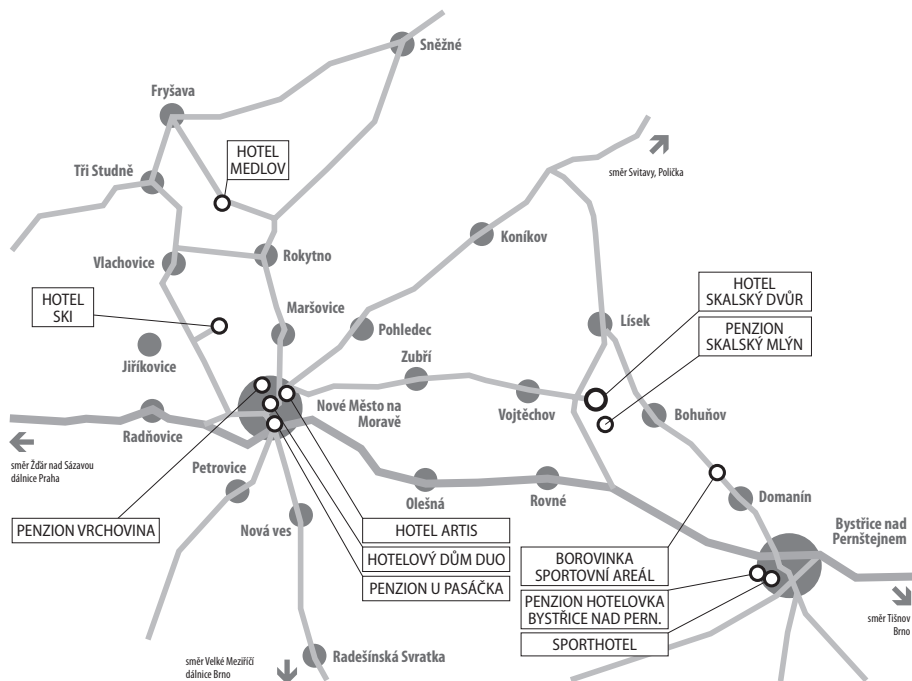 Sněžné
Fryšava
HOTEL
MEDLOV
Tři Studně
směr Svitavy, Polička
Koníkov
Vlachovice
Rokytno
HOTEL
SKALSKÝ DVŮR
HOTEL
SKI
Maršovice
Pohledec
Lísek
PENZION
SKALSKÝ MLÝN
Jiříkovice
Zubří
Nové Město na
Moravě
Vojtěchov
Bohuňov
Radňovice
směr Žďár nad Sázavou
dálnice Praha
Petrovice
Olešná
Rovné
Domanín
PENZION VRCHOVINA
Nová ves
HOTEL ARTIS
HOTELOVÝ DŮM DUO
PENZION U PASÁČKA
Bystřice nad
Pernštejnem
BOROVINKA
SPORTOVNÍ AREÁL
PENZION HOTELOVKA
BYSTŘICE NAD PERN.
SPORTHOTEL
směr Tišnov
Brno
směr Velké Meziříčí
dálnice Brno
Radešínská Svratka